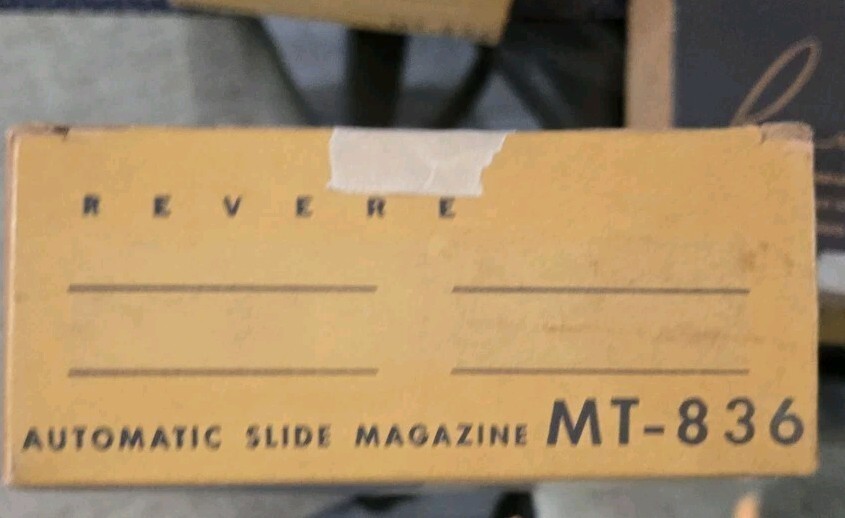 R E V E R E
AUTOMATIC SLIDE MAGAZINE MT-836